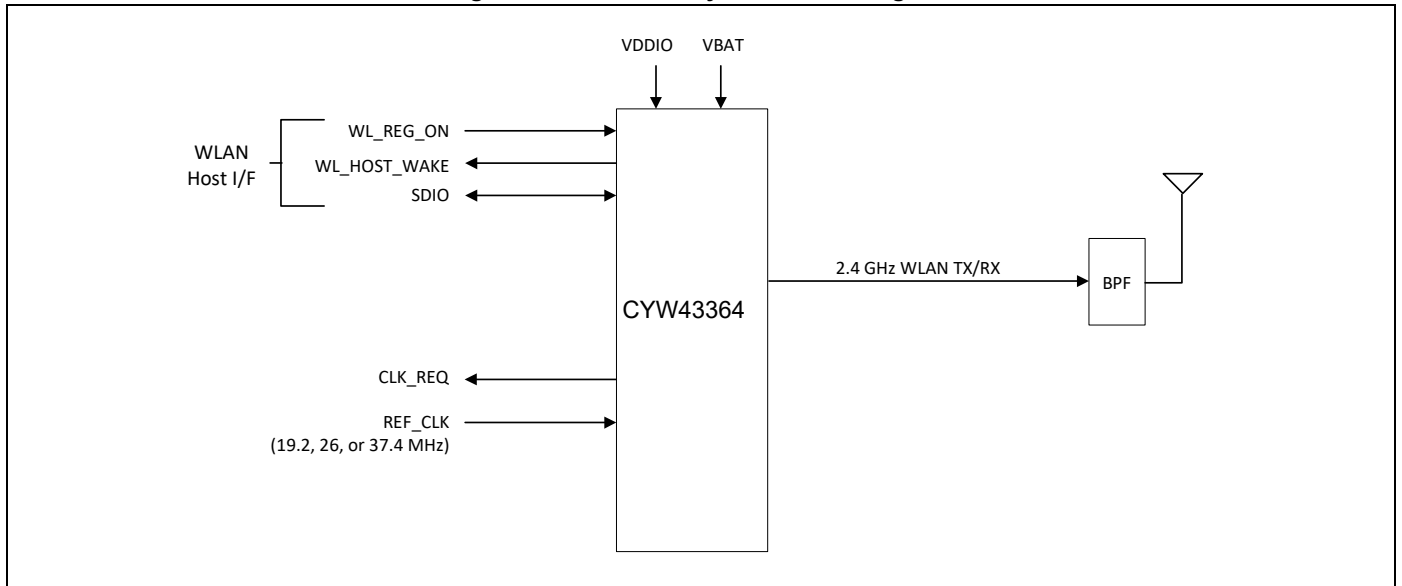 VDDIO VBAT
WL_REG_ON
WLAN
Host I/F
WL_HOST_WAKE
SDIO
2.4 GHz WLAN TX/RX
BPF
CYW43364
CLK_REQ
REF_CLK
(19.2, 26, or 37.4 MHz)